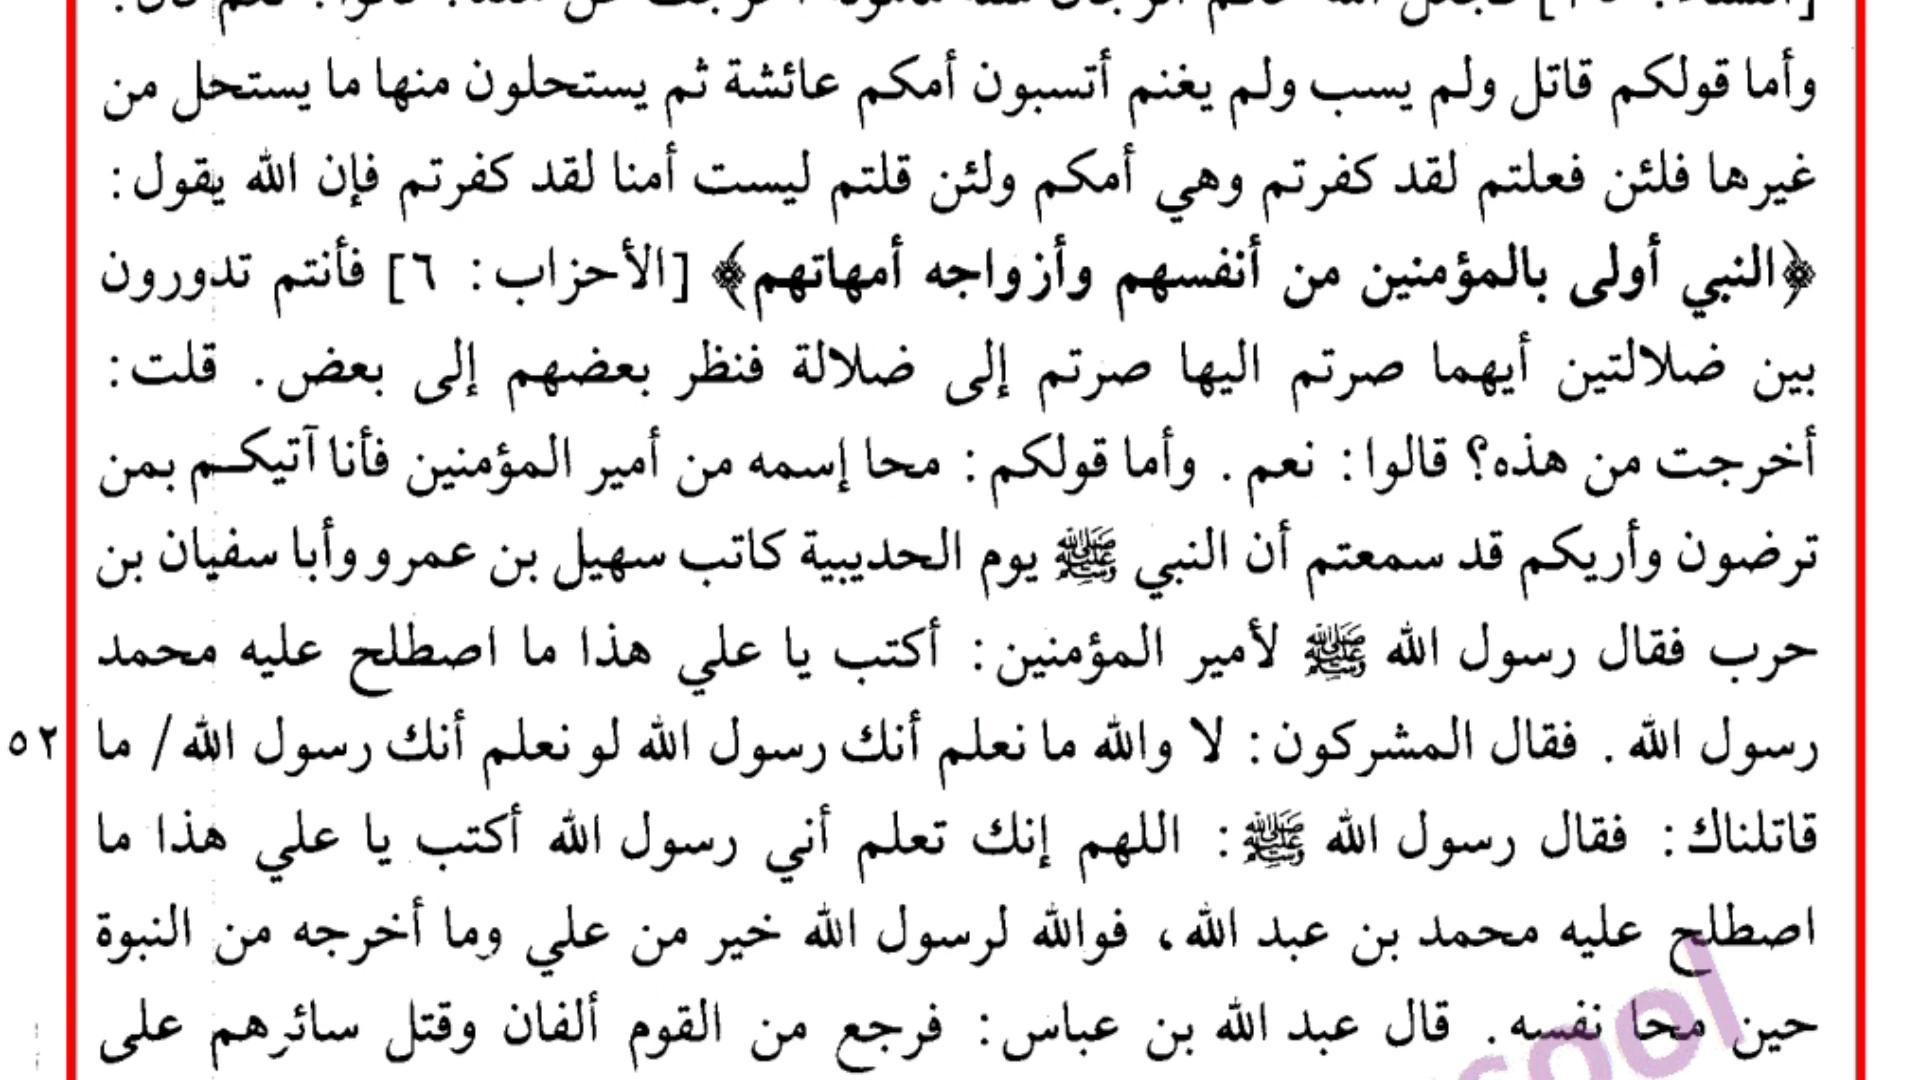 وأما قولكم قاتل ولم يسب ولم يغنم أتسبون أمكم عائشة ثم يستحلون منها ما يستحل من
غيرها فلئن فعلتم لقد كفرتم وهي أمكم ولئن قلتم ليست أمنا لقد كفرتم فإن الله يقول:
﴿النبي أولى بالمؤمنين من أنفسهم وأزواجه أمهاتهم﴾ [الأحزاب: ٦] فأنتم تدورون
بين ضلالتين أيهما صرتم اليها صرتم إلى ضلالة فنظر بعضهم إلى بعض. قلت:
أخرجت من هذه؟ قالوا: نعم. وأما قولكم: محا إسمه من أمير المؤمنين فأنا آتيكم بمن
ترضون وأريكم قد سمعتم أن النبي ﷺ يوم الحديبية كاتب سهيل بن عمرو وأبا سفيان بن
حرب فقال رسول الله ﷺ لأمير المؤمنين: أكتب يا علي هذا ما اصطلح عليه محمد
رسول الله. فقال المشركون: لا والله ما نعلم أنك رسول الله لو نعلم أنك رسول الله/ ما ٥٢
قاتلناك: فقال رسول الله ﷺ: اللهم إنك تعلم أني رسول الله أكتب يا علي هذا ما
اصطلح عليه محمد بن عبد الله، فوالله لرسول الله خير من علي وما أخرجه من النبوة
حين محا نفسه. قال عبد الله بن عباس: فرجع من القوم ألفان وقتل سائرهم على